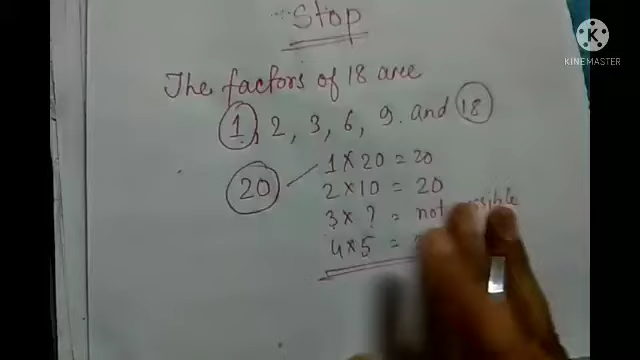 Stop
The factors of 18 are
1, 2, 3, 6, 9. and 18
20
1 × 20 = 20
2 × 10 = 20
3 × ? = not
4 × 5 =
KINEMASTER